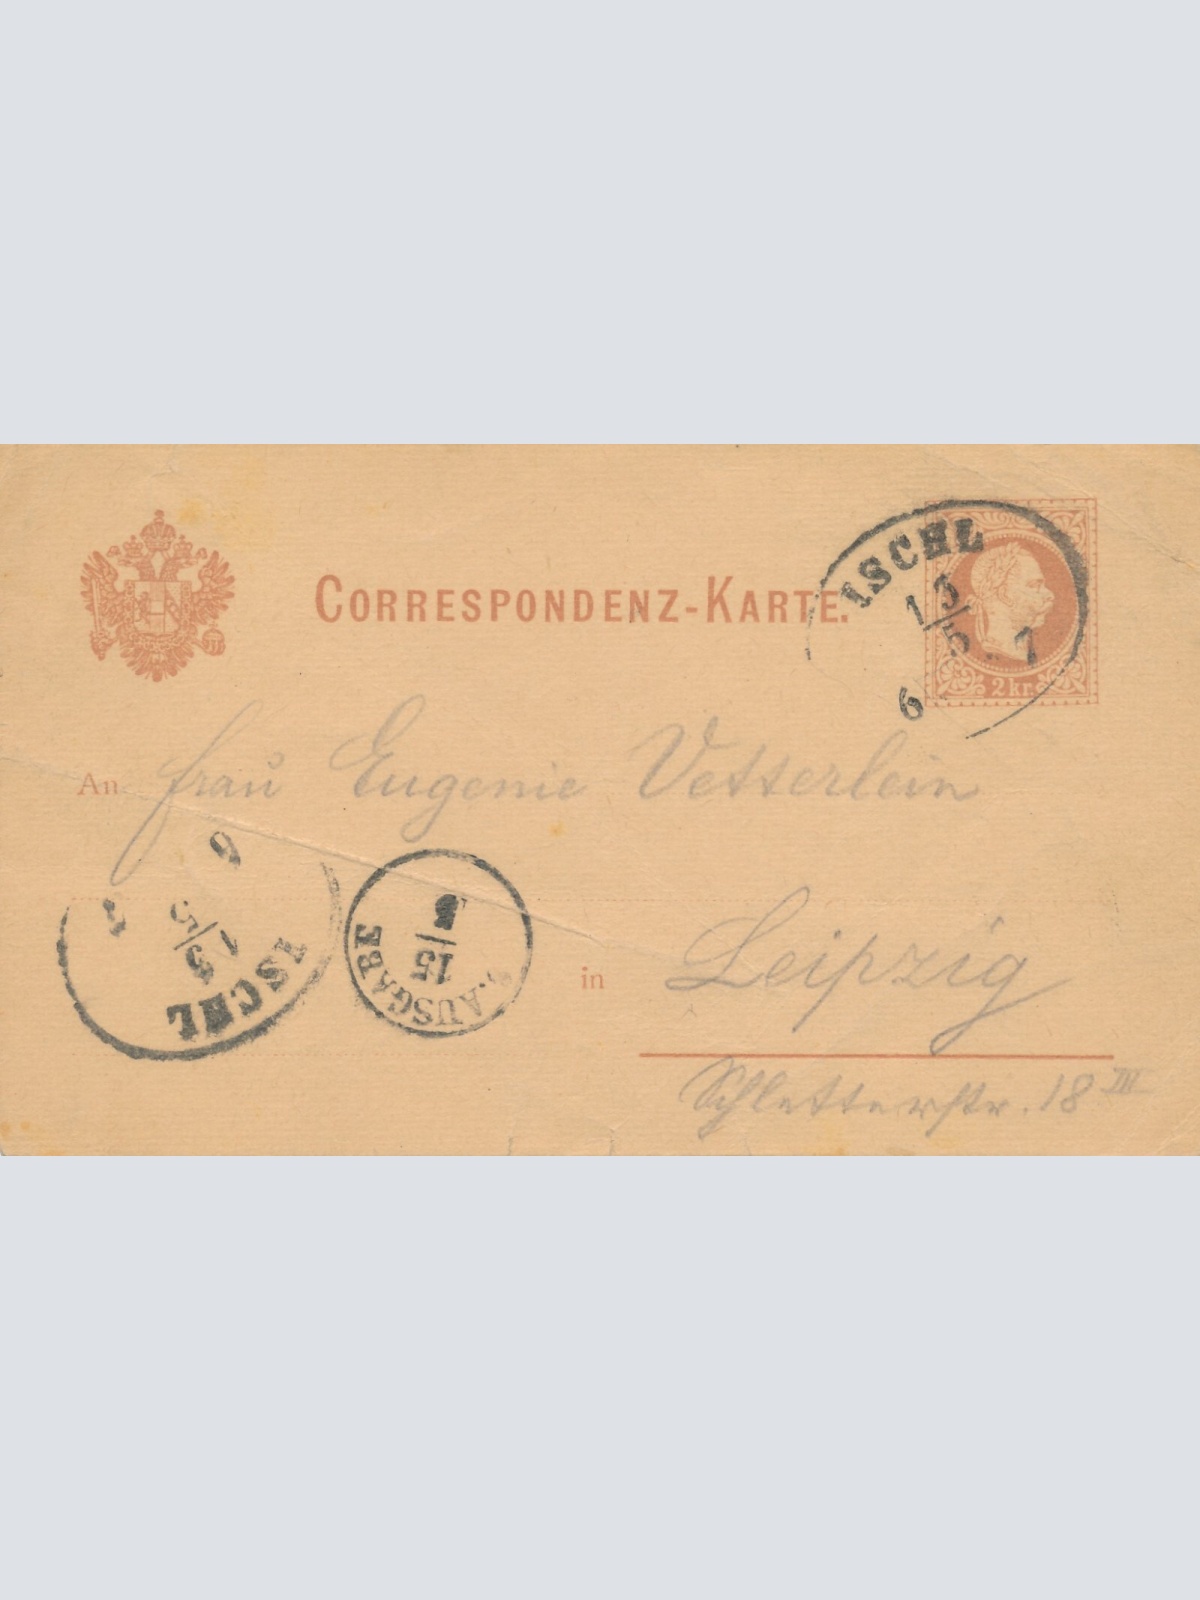 CORRESPONDENZ-KARTE.
ISCHL
13/5
6 7
2 kr.
An Frau Eugenie Vetterlein
ISCHL
13/5
6
AUSGABE
15
in Leipzig
Schletterstr. 18 III